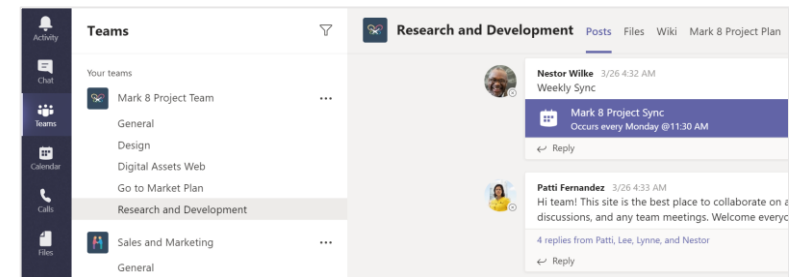 Activity
Chat
Teams
Calendar
Calls
Files
Teams
Your teams
Mark 8 Project Team
General
Design
Digital Assets Web
Go to Market Plan
Research and Development
Sales and Marketing
General
Research and Development Posts Files Wiki Mark 8 Project Plan
Nestor Wilke 3/26 4:32 AM
Weekly Sync
Mark 8 Project Sync
Occurs every Monday @11:30 AM
Reply
Patti Fernandez 3/26 4:33 AM
Hi team! This site is the best place to collaborate on a
discussions, and any team meetings. Welcome everyo
4 replies from Patti, Lee, Lynne, and Nestor
Reply